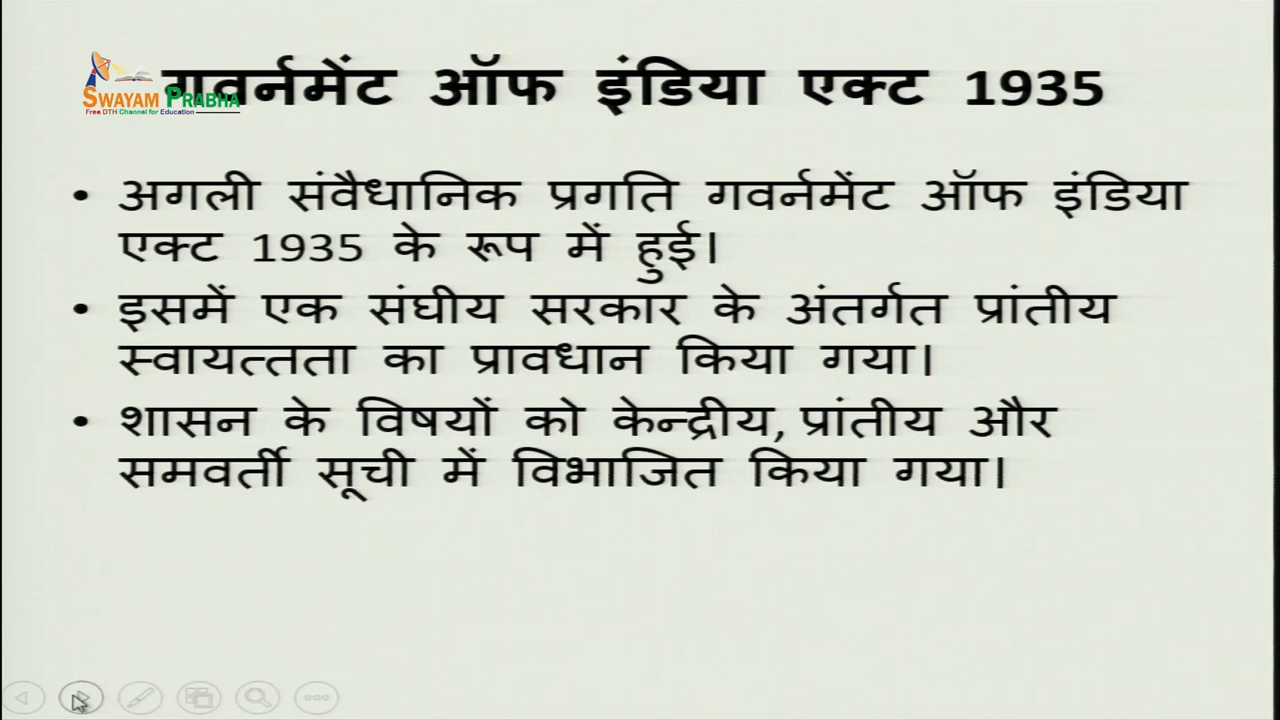 गवर्नमेंट ऑफ इंडिया एक्ट 1935
SWAYAM PRABHA
Free DTH Channel for Education
• अगली संवैधानिक प्रगति गवर्नमेंट ऑफ इंडिया
एक्ट 1935 के रूप में हुई।
• इसमें एक संघीय सरकार के अंतर्गत प्रांतीय
स्वायत्तता का प्रावधान किया गया।
• शासन के विषयों को केन्द्रीय, प्रांतीय और
समवर्ती सूची में विभाजित किया गया।